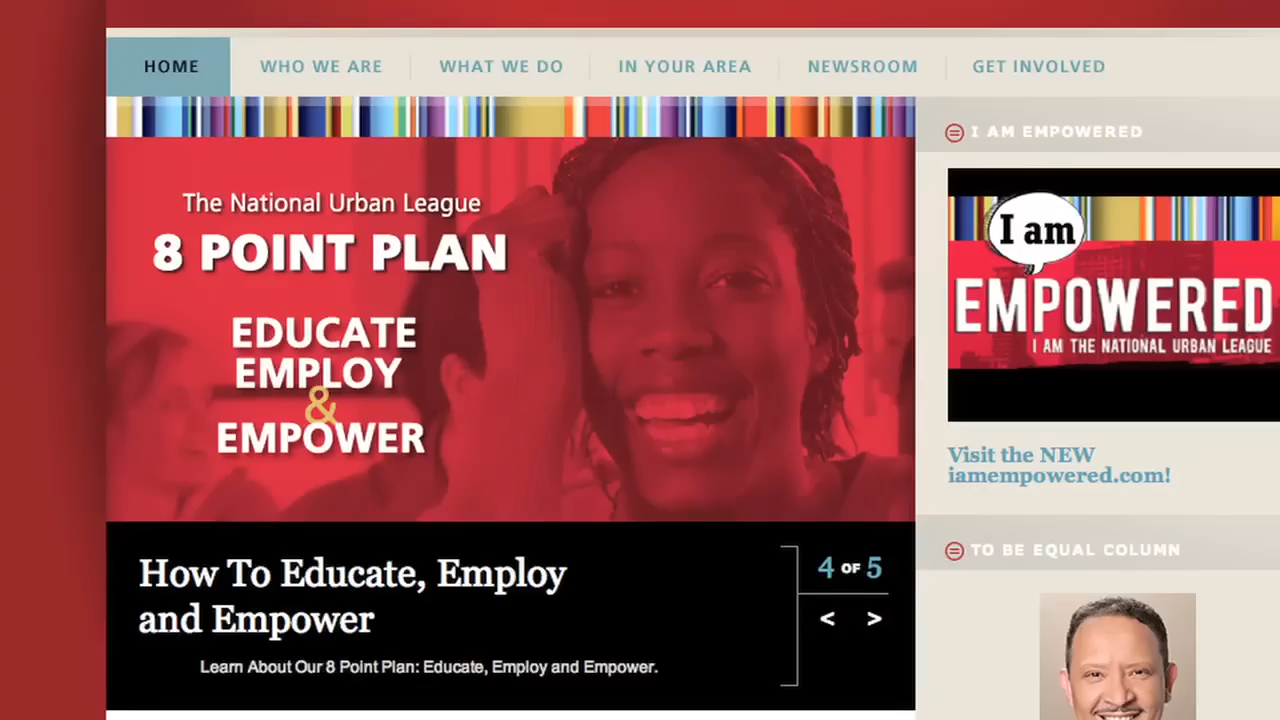 HOME
WHO WE ARE
WHAT WE DO
IN YOUR AREA
NEWSROOM
GET INVOLVED
The National Urban League
8 POINT PLAN
EDUCATE
EMPLOY
&
EMPOWER
How To Educate, Employ
and Empower
Learn About Our 8 Point Plan: Educate, Employ and Empower.
4 OF 5
< >
I AM EMPOWERED
I am
EMPOWERED
I AM THE NATIONAL URBAN LEAGUE
Visit the NEW
iamempowered.com!
TO BE EQUAL COLUMN